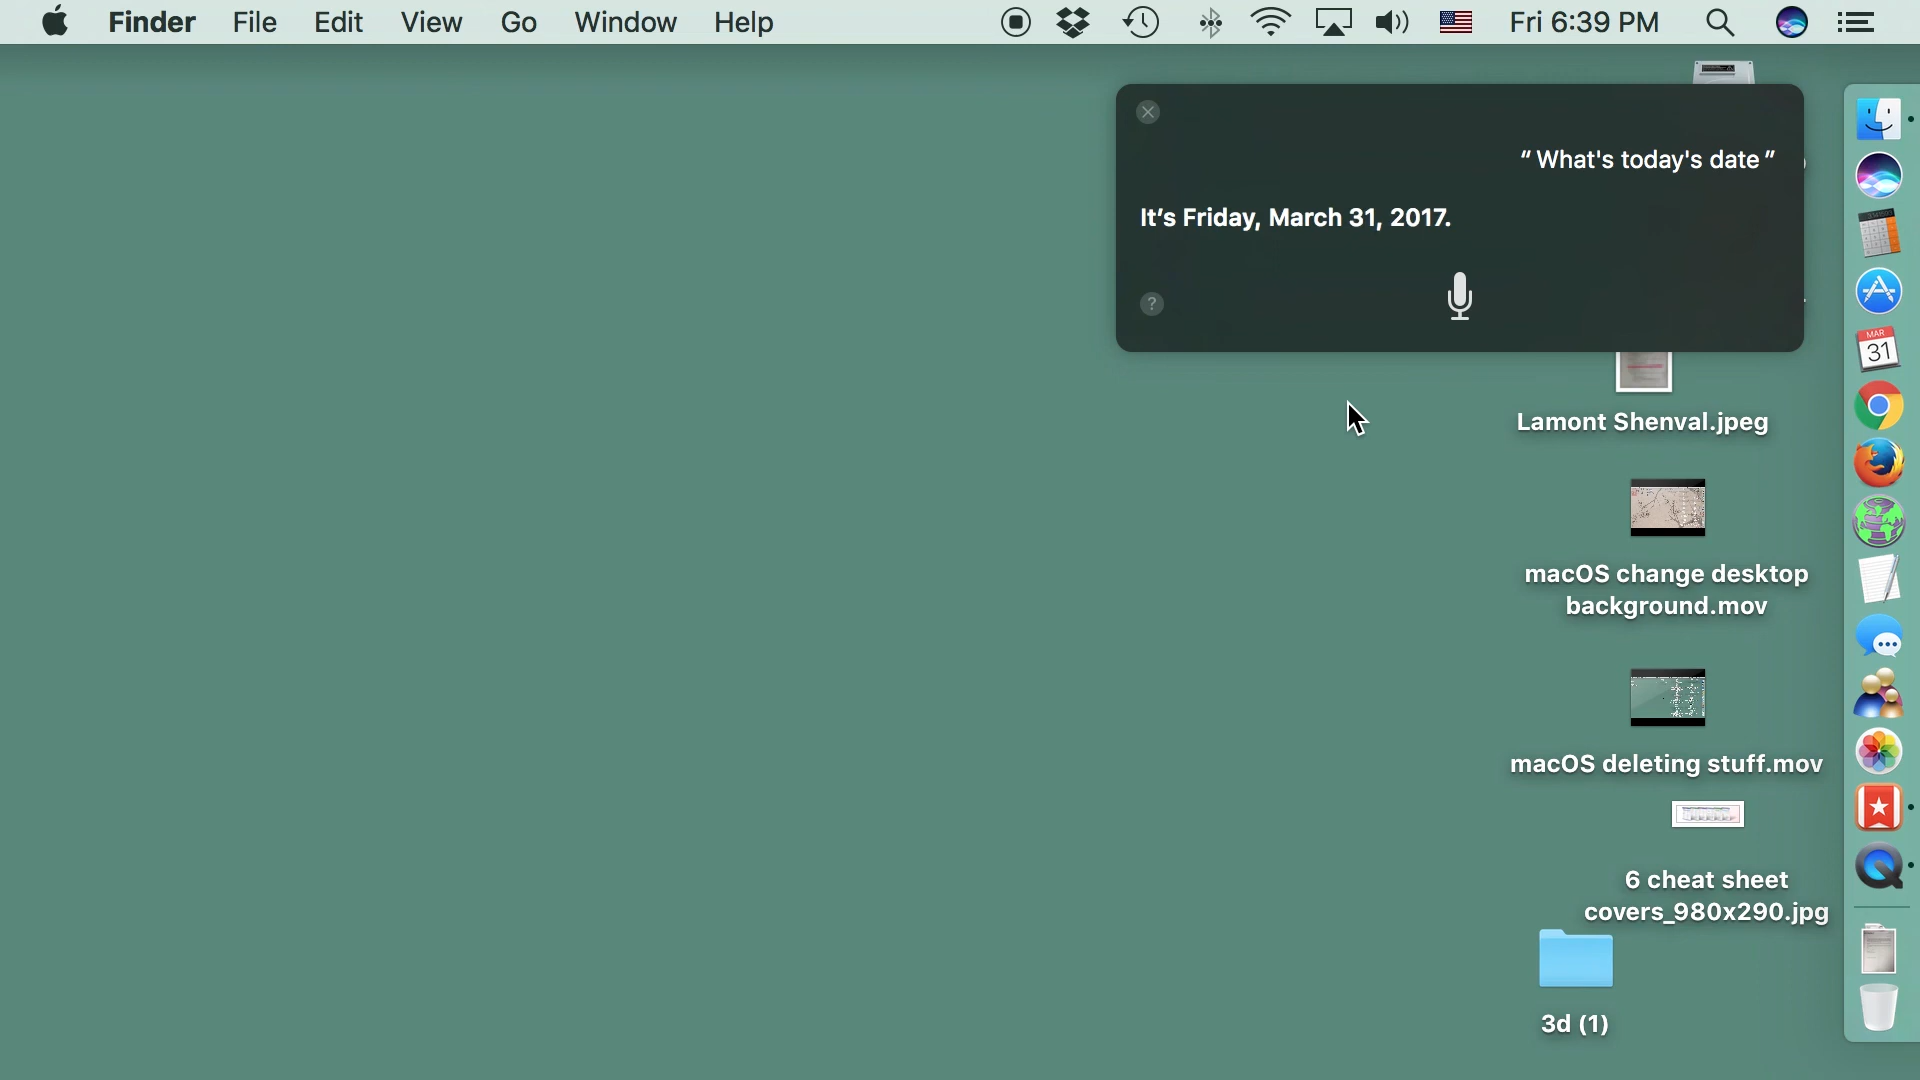 Finder File Edit View Go Window Help Fri 6:39 PM
“What's today's date”
It’s Friday, March 31, 2017.
?
MAR
31
Lamont Shenval.jpeg
macOS change desktop
background.mov
macOS deleting stuff.mov
6 cheat sheet
covers_980x290.jpg
3d (1)